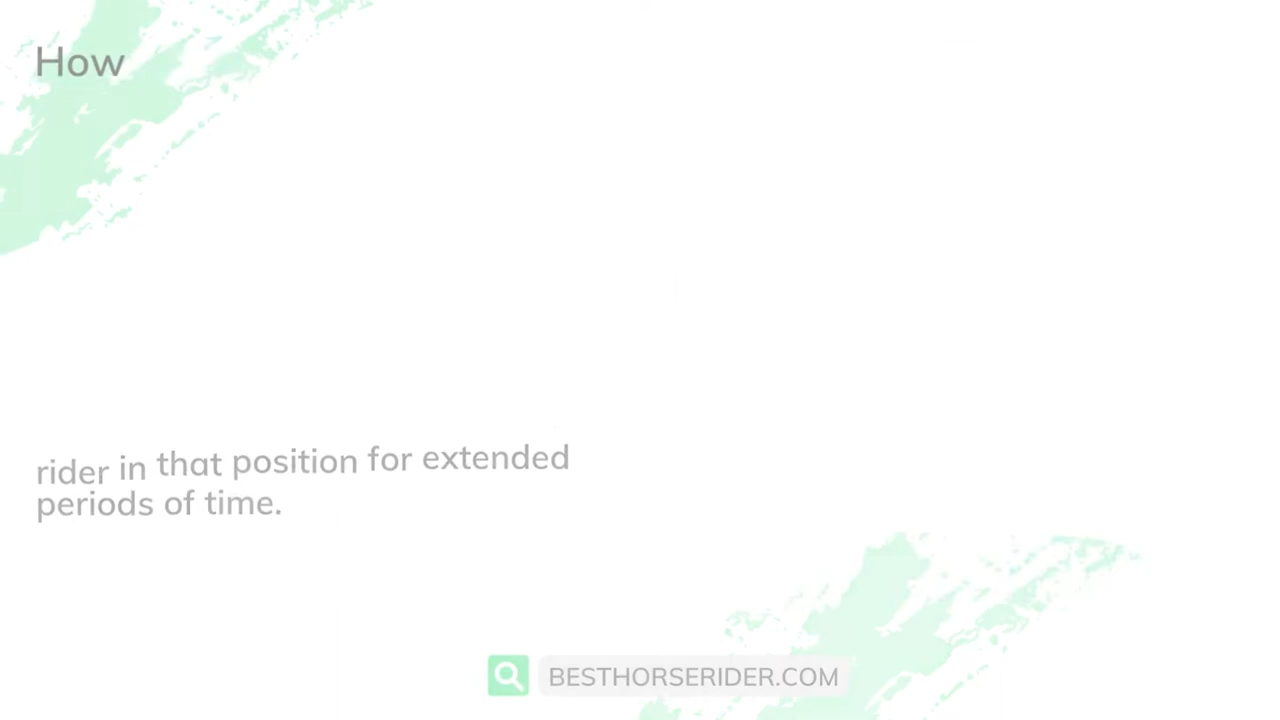 How
rider in that position for extended
periods of time.
BESTHORSERIDER.COM